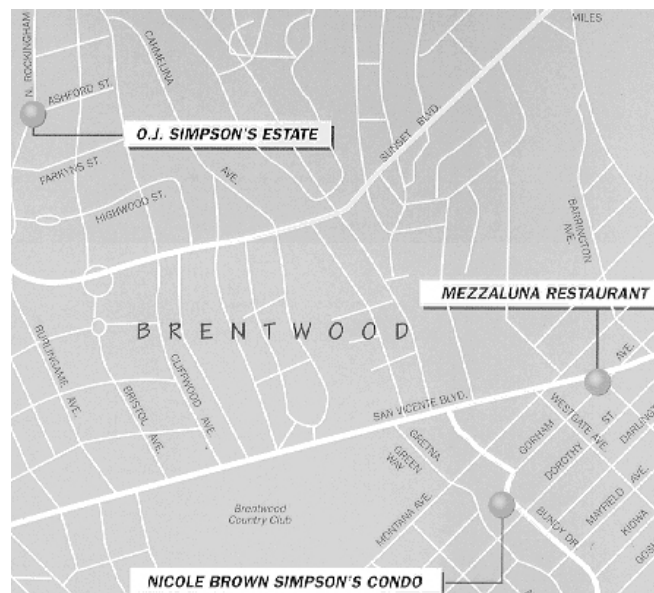 MILES
N. ROCKINGHAM
CARMELINA
ASHFORD ST.
O.J. SIMPSON'S ESTATE
SUNSET BLVD.
PARKYNS ST.
AVE.
HIGHWOOD ST.
BARRINGTON
AVE.
MEZZALUNA RESTAURANT
BRENTWOOD
BURLINGAME AVE.
BRISTOL AVE.
CLIFFWOOD AVE.
AVE.
SAN VICENTE BLVD.
WESTGATE AVE.
GORHAM
DOROTHY ST
DARLINGT
GRETNA
GREEN
WAY
MAYFIELD AVE.
KIOWA
GOSH
MONTANA AVE.
BUNDY DR.
Brentwood
Country Club
NICOLE BROWN SIMPSON'S CONDO